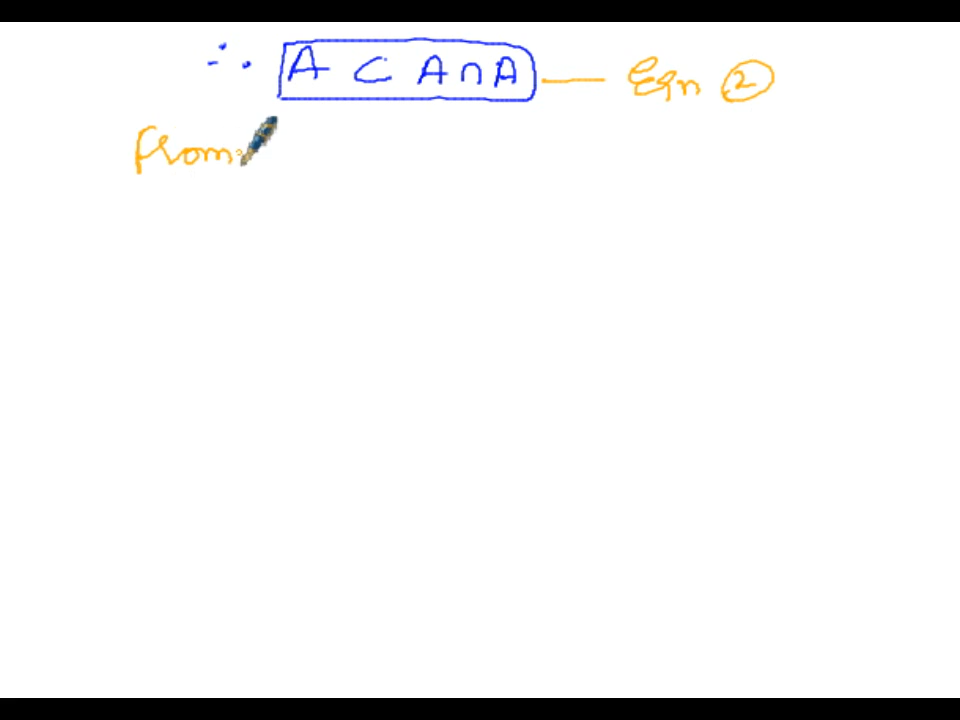 ∴ A ⊂ A∩A — Eqn ②
from